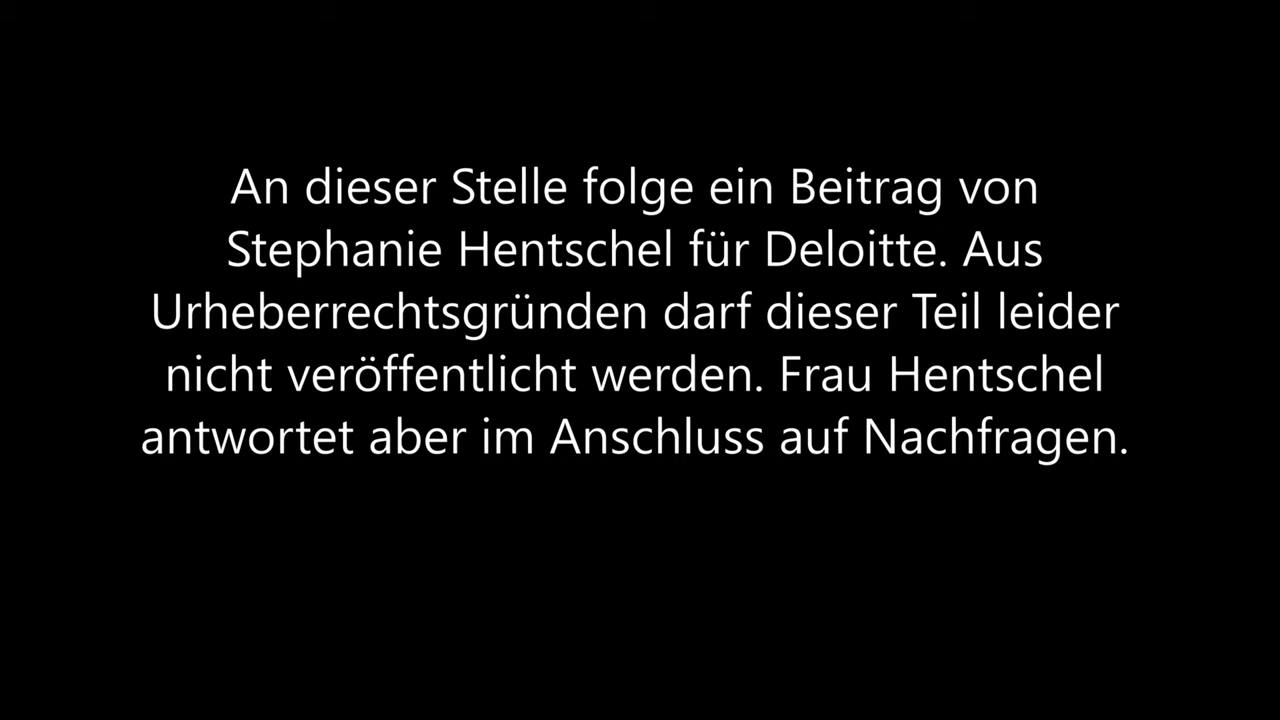 An dieser Stelle folge ein Beitrag von
Stephanie Hentschel für Deloitte. Aus
Urheberrechtsgründen darf dieser Teil leider
nicht veröffentlicht werden. Frau Hentschel
antwortet aber im Anschluss auf Nachfragen.